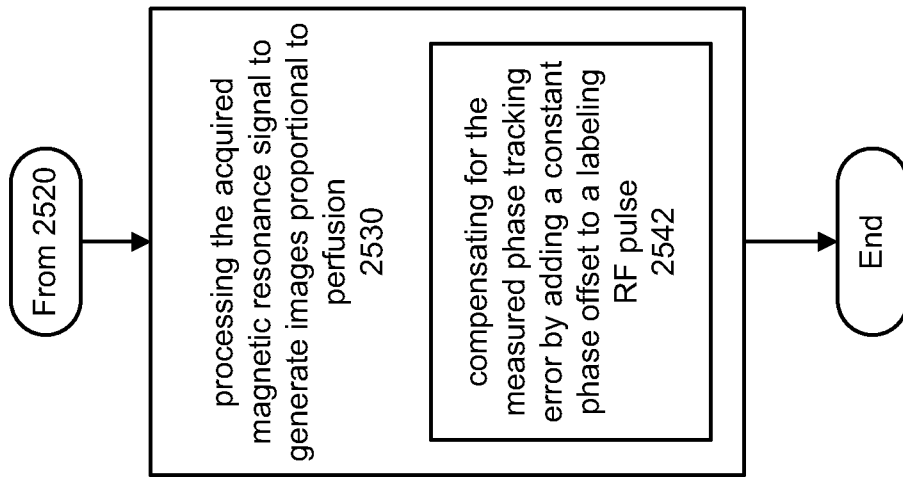 From 2520
processing the acquired
magnetic resonance signal to
generate images proportional to
perfusion
2530
compensating for the
measured phase tracking
error by adding a constant
phase offset to a labeling
RF pulse
2542
End